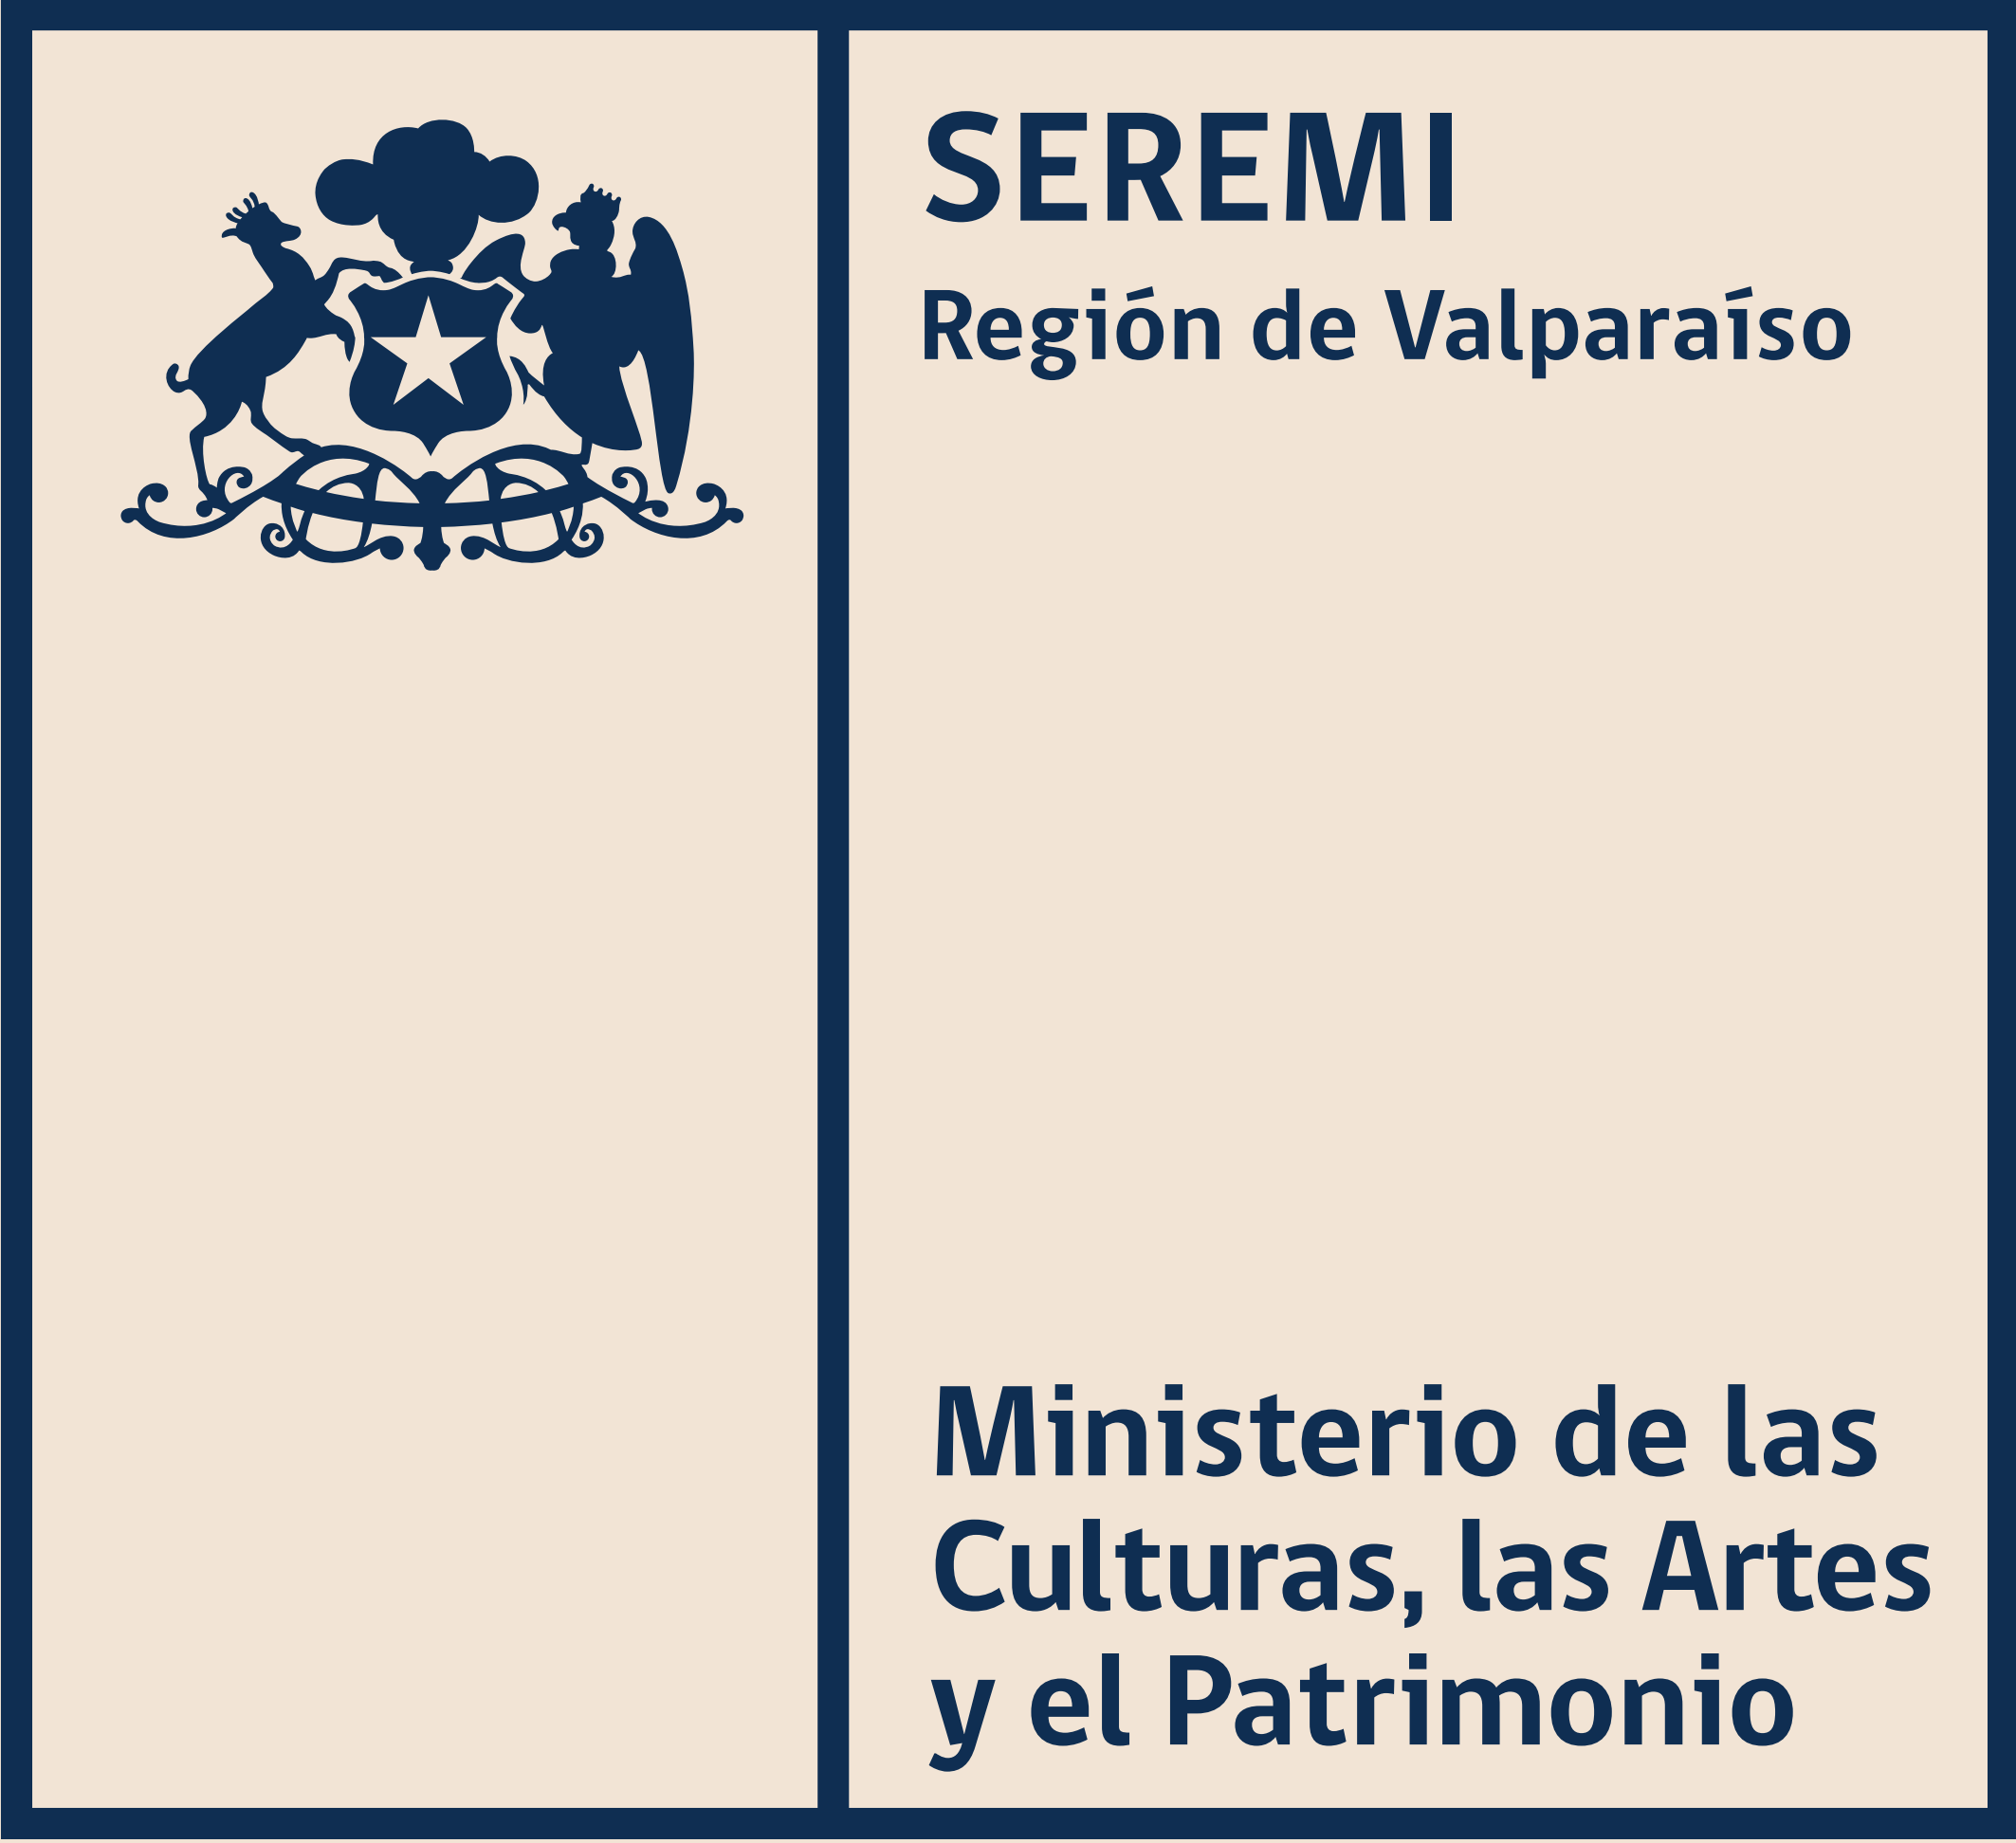 SEREMI
Región de Valparaíso
Ministerio de las
Culturas, las Artes
y el Patrimonio